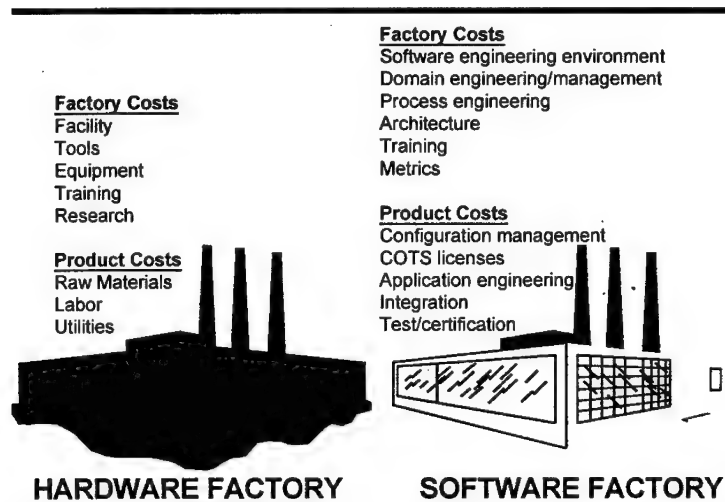 Factory Costs
Facility
Tools
Equipment
Training
Research
Product Costs
Raw Materials
Labor
Utilities
HARDWARE FACTORY
Factory Costs
Software engineering environment
Domain engineering/management
Process engineering
Architecture
Training
Metrics
Product Costs
Configuration management
COTS licenses
Application engineering
Integration
Test/certification
SOFTWARE FACTORY